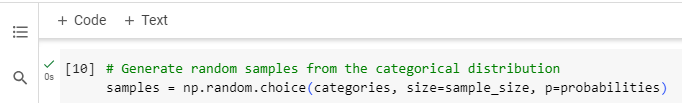 + Code + Text
0s
[10] # Generate random samples from the categorical distribution
samples = np.random.choice(categories, size=sample_size, p=probabilities)